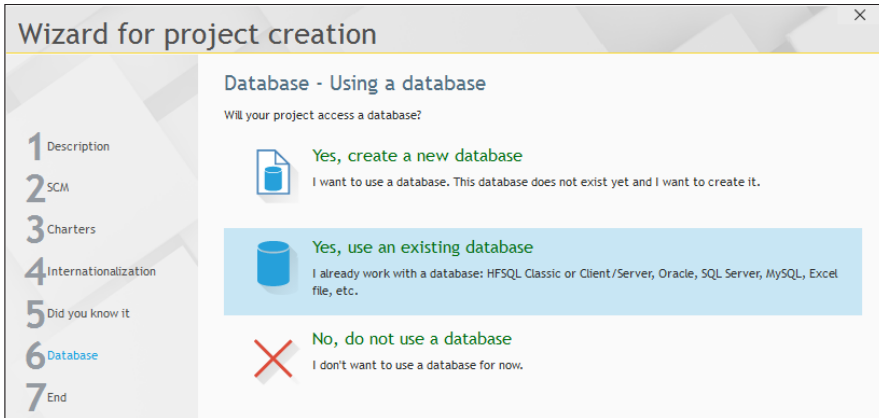 Wizard for project creation
Database - Using a database
Will your project access a database?
1 Description
2 SCM
3 Charters
4 Internationalization
5 Did you know it
6 Database
7 End
Yes, create a new database
I want to use a database. This database does not exist yet and I want to create it.
Yes, use an existing database
I already work with a database: HFSQL Classic or Client/Server, Oracle, SQL Server, MySQL, Excel
file, etc.
No, do not use a database
I don't want to use a database for now.